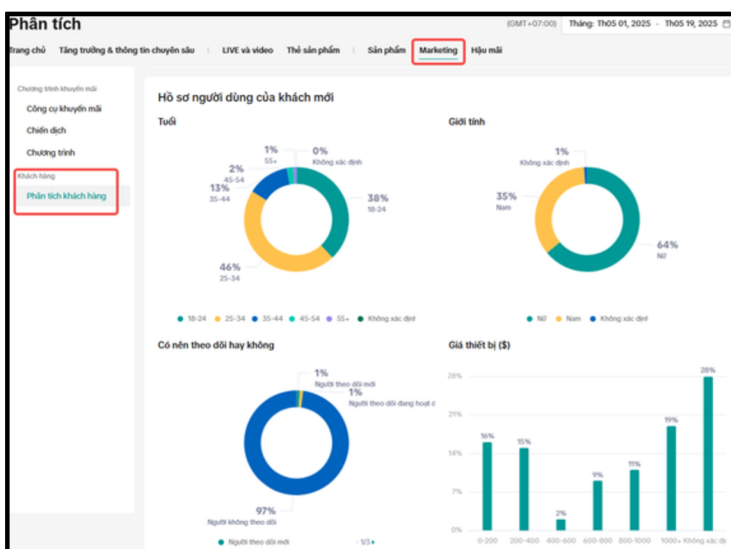 Phân tích
(GMT+07:00) Tháng: Th05 01, 2025 - Th05 19, 2025
Trang chủ Tăng trưởng & thông tin chuyên sâu LIVE và video Thẻ sản phẩm Sản phẩm Marketing Hậu mãi
Chương trình khuyến mãi
Công cụ khuyến mãi
Chiến dịch
Chương trình
Khách hàng
Phân tích khách hàng
Hồ sơ người dùng của khách mới
Tuổi
1%
55+
0%
Không xác định
2%
45-54
13%
35-44
38%
18-24
46%
25-34
18-24 25-34 35-44 45-54 55+ Không xác định
Giới tính
1%
Không xác định
35%
Nam
64%
Nữ
Nữ Nam Không xác định
Có nên theo dõi hay không
1%
Người theo dõi mới
1%
Người theo dõi đang hoạt đ
97%
Người không theo dõi
Người theo dõi mới 1/3
Giá thiết bị ($)
28%
21%
14%
7%
0%
16%
15%
2%
9%
11%
19%
28%
0-200 200-400 400-600 600-800 800-1000 1000+ Không xác đị